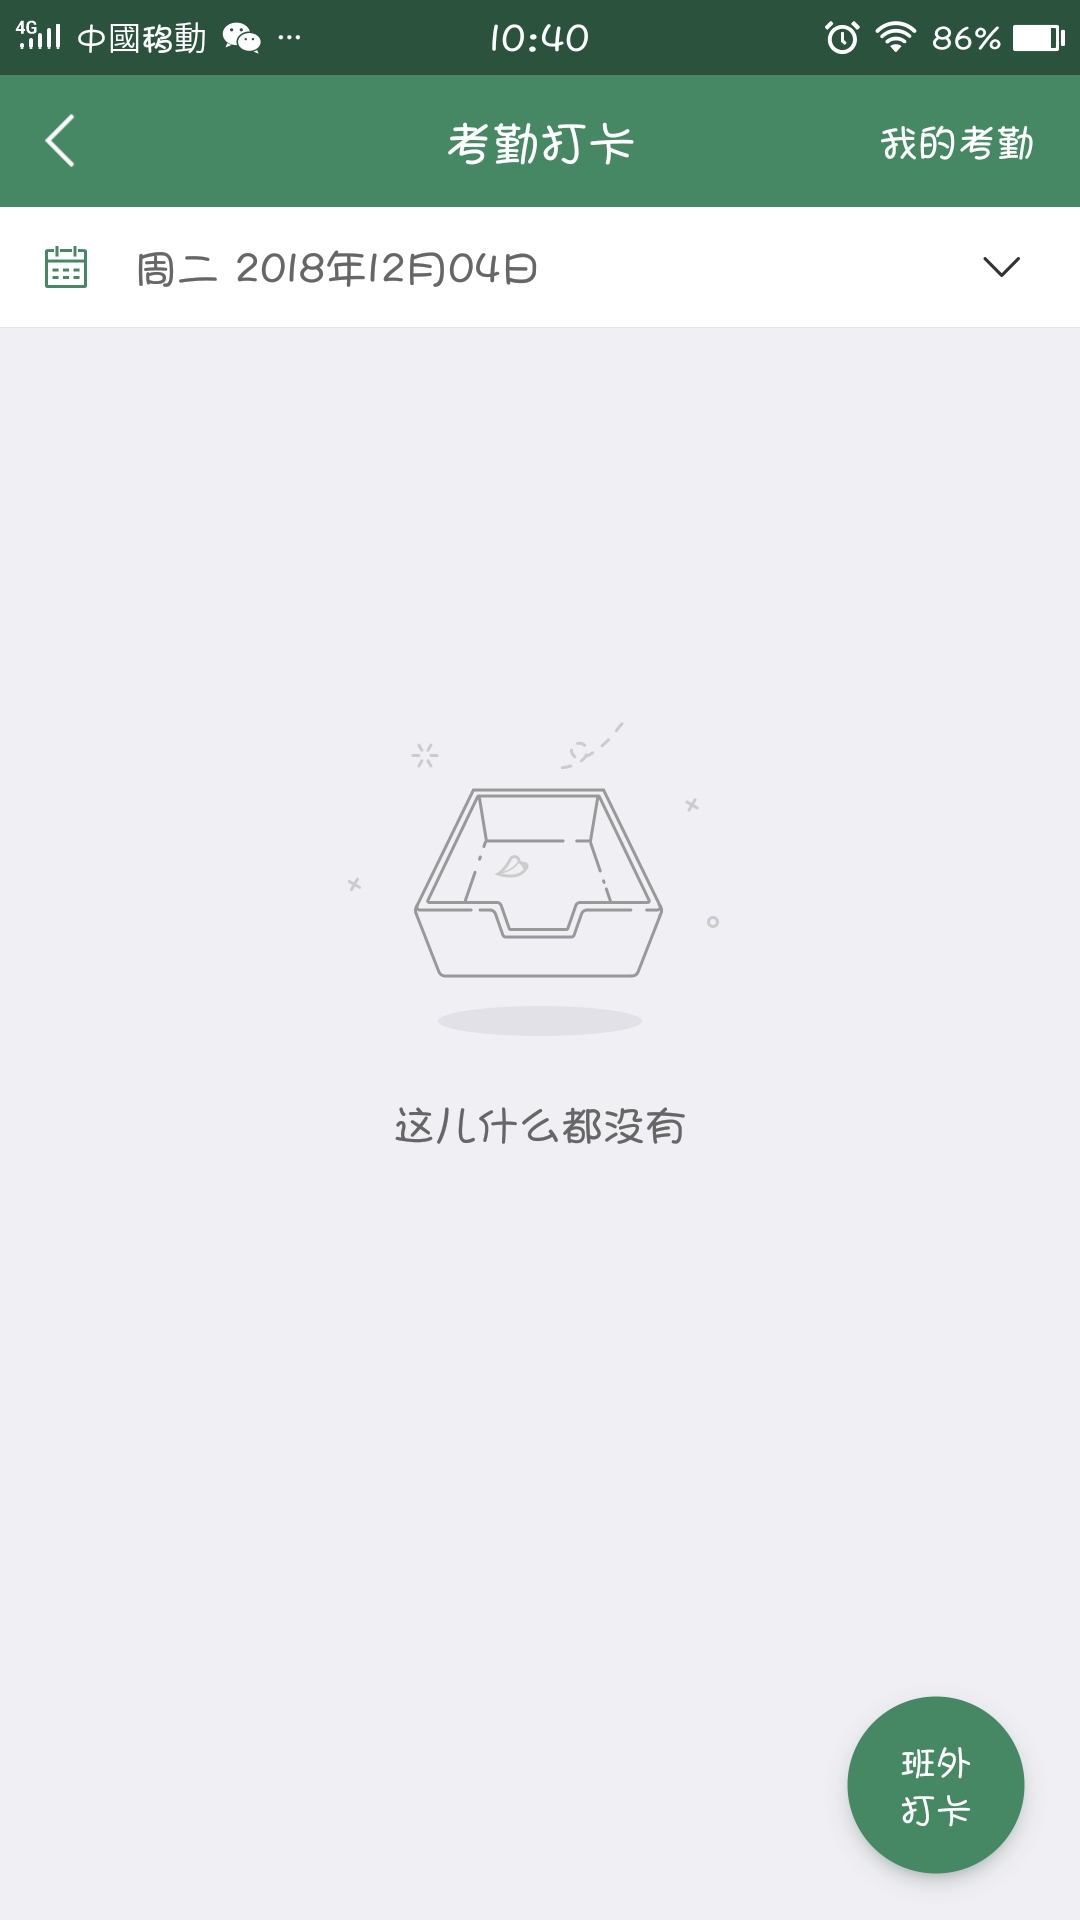 4G 中國移動 ··· 10:40 86%
考勤打卡 我的考勤
周二 2018年12月04日
这儿什么都没有
班外
打卡